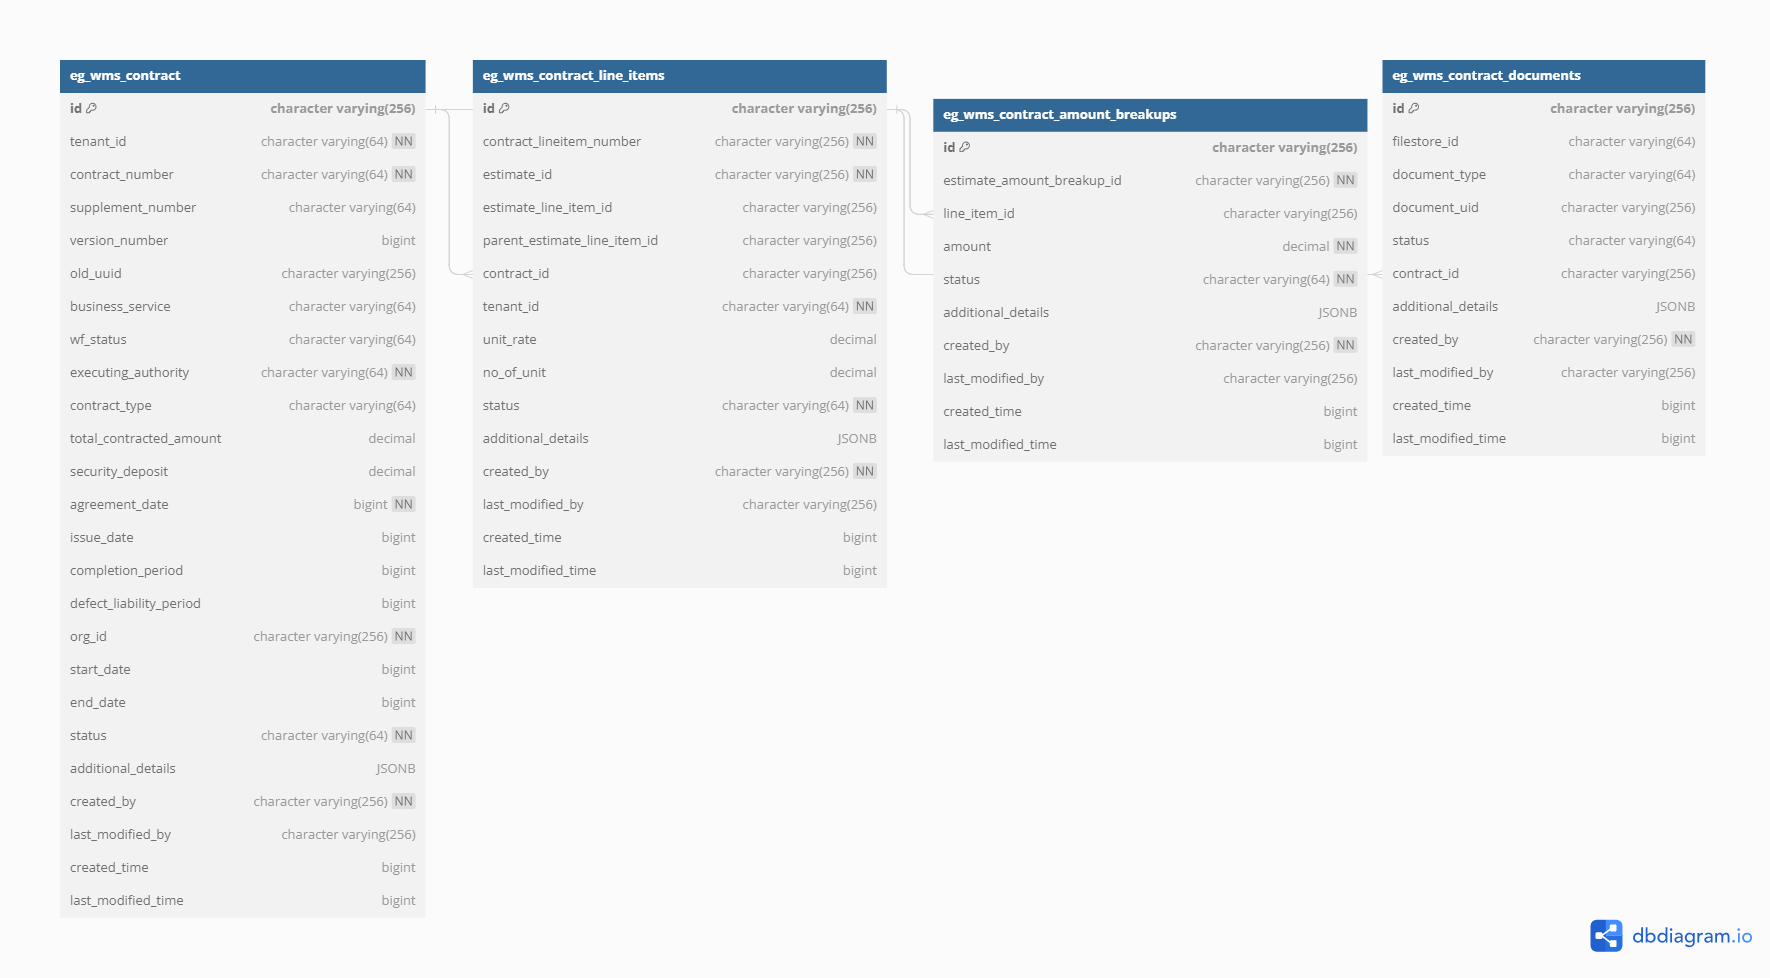 eg_wms_contract
id character varying(256)
tenant_id character varying(64) NN
contract_number character varying(64) NN
supplement_number character varying(64)
version_number bigint
old_uuid character varying(256)
business_service character varying(64)
wf_status character varying(64)
executing_authority character varying(64) NN
contract_type character varying(64)
total_contracted_amount decimal
security_deposit decimal
agreement_date bigint NN
issue_date bigint
completion_period bigint
defect_liability_period bigint
org_id character varying(256) NN
start_date bigint
end_date bigint
status character varying(64) NN
additional_details JSONB
created_by character varying(256) NN
last_modified_by character varying(256)
created_time bigint
last_modified_time bigint
eg_wms_contract_line_items
id character varying(256)
contract_lineitem_number character varying(256) NN
estimate_id character varying(256) NN
estimate_line_item_id character varying(256)
parent_estimate_line_item_id character varying(256)
contract_id character varying(256)
tenant_id character varying(64) NN
unit_rate decimal
no_of_unit decimal
status character varying(64) NN
additional_details JSONB
created_by character varying(256) NN
last_modified_by character varying(256)
created_time bigint
last_modified_time bigint
eg_wms_contract_amount_breakups
id character varying(256)
estimate_amount_breakup_id character varying(256) NN
line_item_id character varying(256)
amount decimal NN
status character varying(64) NN
additional_details JSONB
created_by character varying(256) NN
last_modified_by character varying(256)
created_time bigint
last_modified_time bigint
eg_wms_contract_documents
id character varying(256)
filestore_id character varying(64)
document_type character varying(64)
document_uid character varying(256)
status character varying(64)
contract_id character varying(256)
additional_details JSONB
created_by character varying(256) NN
last_modified_by character varying(256)
created_time bigint
last_modified_time bigint
dbdiagram.io